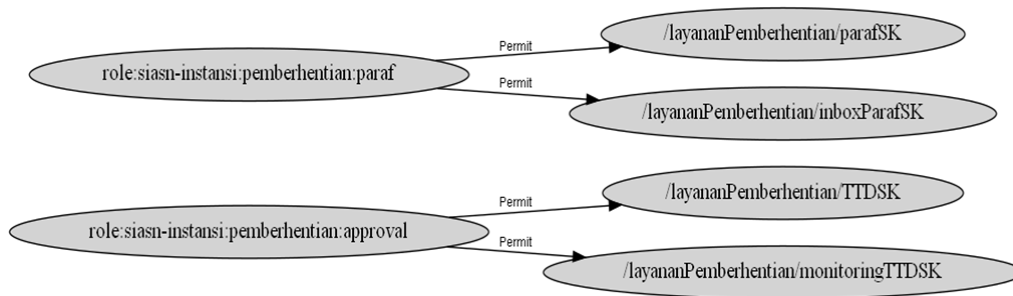 role:siasn-instansi:pemberhentian:paraf
Permit
/layananPemberhentian/parafSK
Permit
/layananPemberhentian/inboxParafSK
role:siasn-instansi:pemberhentian:approval
Permit
/layananPemberhentian/TTDSK
Permit
/layananPemberhentian/monitoringTTDSK